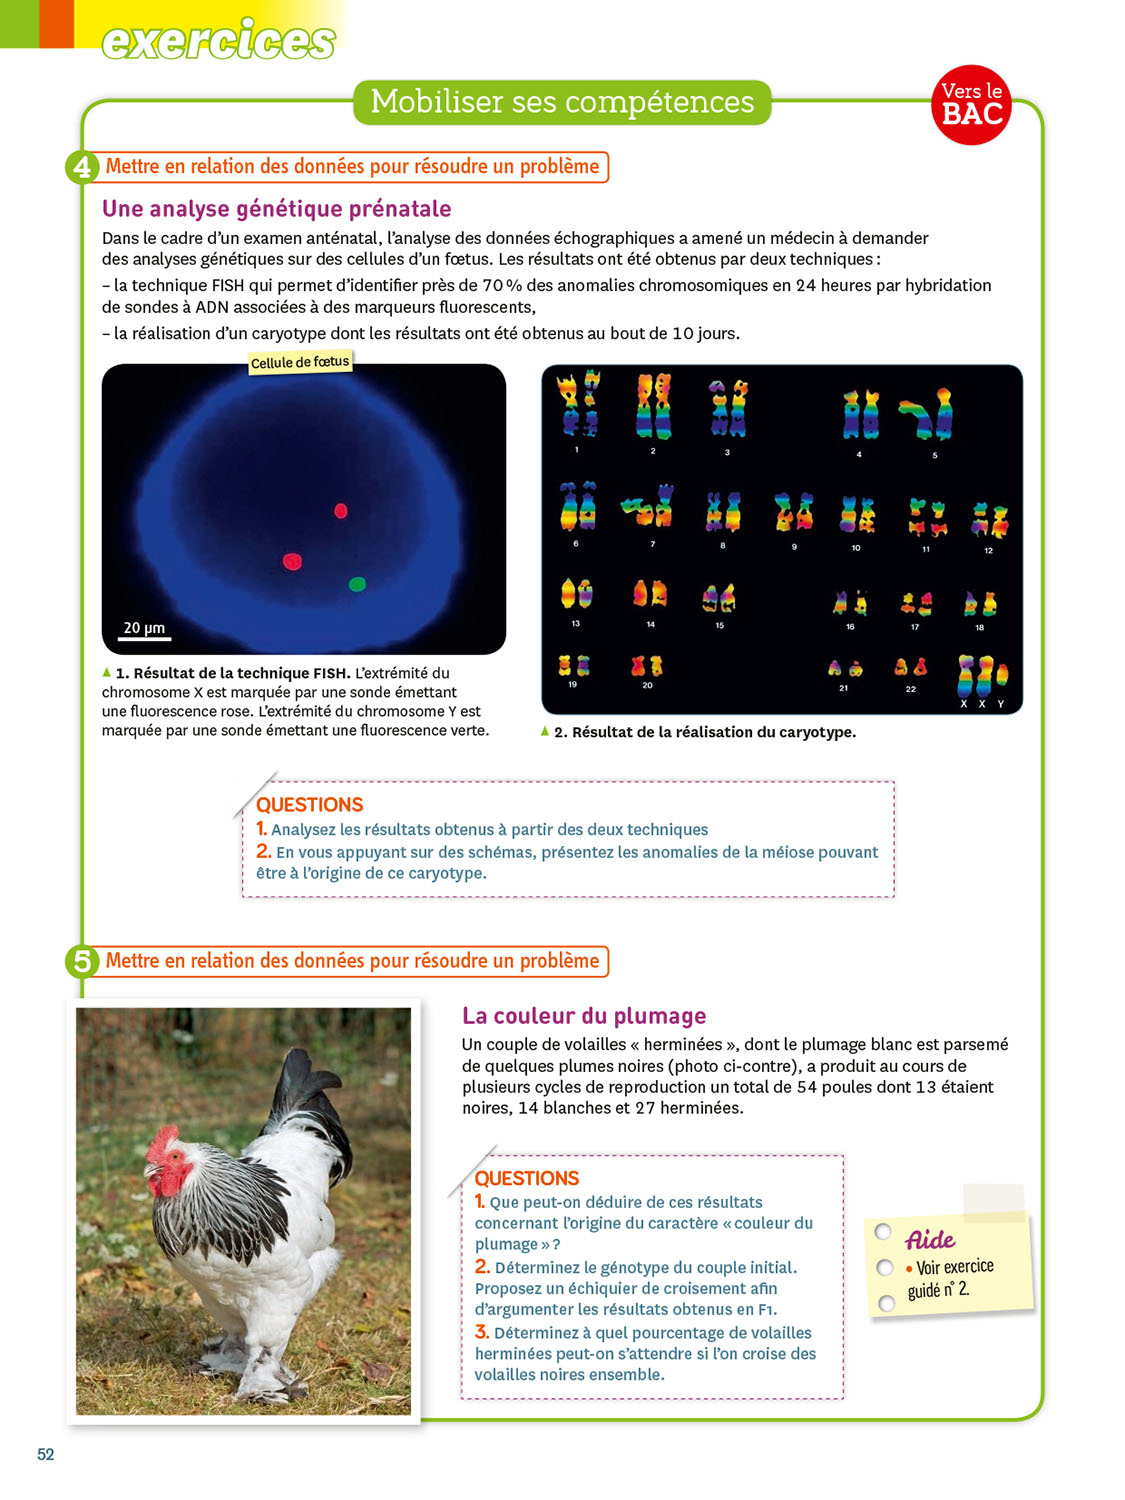 exercices
Mobiliser ses compétences
Vers le
BAC
4 Mettre en relation des données pour résoudre un problème
Une analyse génétique prénatale
Dans le cadre d'un examen anténatal, l'analyse des données échographiques a amené un médecin à demander
des analyses génétiques sur des cellules d'un fœtus. Les résultats ont été obtenus par deux techniques :
– la technique FISH qui permet d'identifier près de 70 % des anomalies chromosomiques en 24 heures par hybridation
de sondes à ADN associées à des marqueurs fluorescents,
– la réalisation d'un caryotype dont les résultats ont été obtenus au bout de 10 jours.
Cellule de fœtus
20 µm
1. Résultat de la technique FISH. L'extrémité du
chromosome X est marquée par une sonde émettant
une fluorescence rose. L'extrémité du chromosome Y est
marquée par une sonde émettant une fluorescence verte.
1 2 3 4 5
6 7 8 9 10 11 12
13 14 15 16 17 18
19 20 21 22 X X Y
2. Résultat de la réalisation du caryotype.
QUESTIONS
1. Analysez les résultats obtenus à partir des deux techniques
2. En vous appuyant sur des schémas, présentez les anomalies de la méiose pouvant
être à l'origine de ce caryotype.
5 Mettre en relation des données pour résoudre un problème
La couleur du plumage
Un couple de volailles « herminées », dont le plumage blanc est parsemé
de quelques plumes noires (photo ci-contre), a produit au cours de
plusieurs cycles de reproduction un total de 54 poules dont 13 étaient
noires, 14 blanches et 27 herminées.
QUESTIONS
1. Que peut-on déduire de ces résultats
concernant l'origine du caractère « couleur du
plumage » ?
2. Déterminez le génotype du couple initial.
Proposez un échiquier de croisement afin
d'argumenter les résultats obtenus en F1.
3. Déterminez à quel pourcentage de volailles
herminées peut-on s'attendre si l'on croise des
volailles noires ensemble.
Aide
• Voir exercice
guidé n° 2.
52